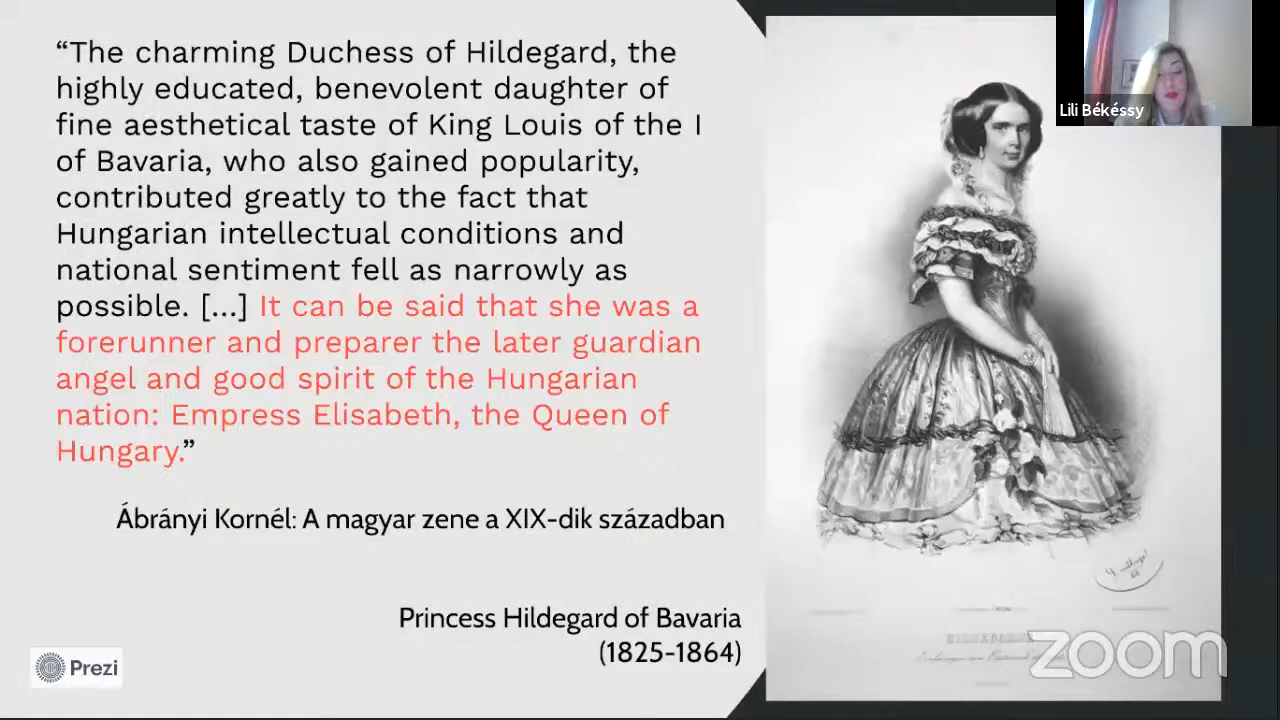 “The charming Duchess of Hildegard, the
highly educated, benevolent daughter of
fine aesthetical taste of King Louis of the I
of Bavaria, who also gained popularity,
contributed greatly to the fact that
Hungarian intellectual conditions and
national sentiment fell as narrowly as
possible. [...] It can be said that she was a
forerunner and preparer the later guardian
angel and good spirit of the Hungarian
nation: Empress Elisabeth, the Queen of
Hungary.”
Ábrányi Kornél: A magyar zene a XIX-dik században
Princess Hildegard of Bavaria
(1825-1864)
Prezi
Lili Békéssy
zoom